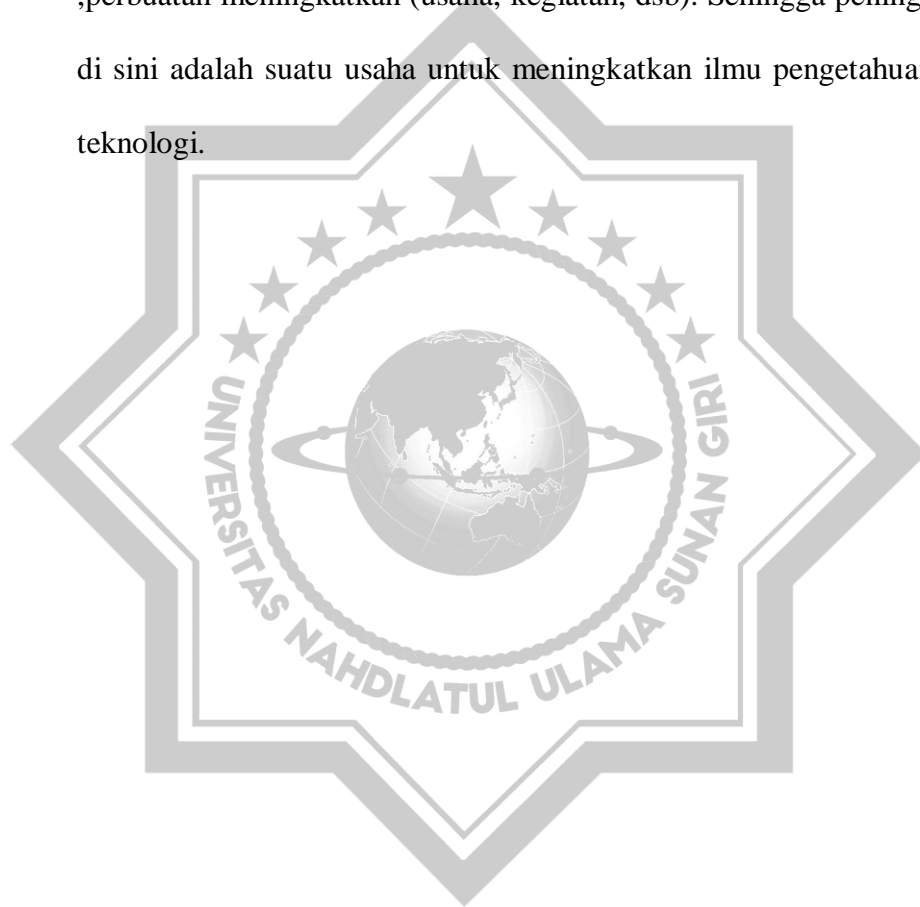 ,perbuatan meningkatkan (usaha, kegiatan, dsb). Sehingga
di sini adalah suatu usaha untuk meningkatkan ilmu
teknologi.
UNIVERSITAS NAHDLATUL ULAMA SUNAN GIRI